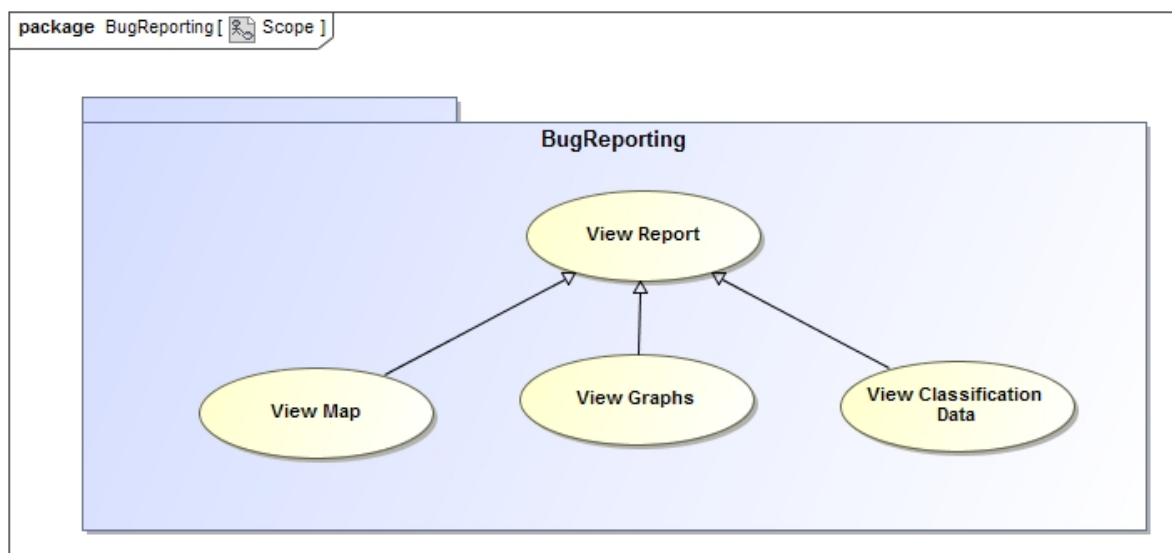 package BugReporting [ Scope ]
BugReporting
View Report
View Map
View Graphs
View Classification
Data